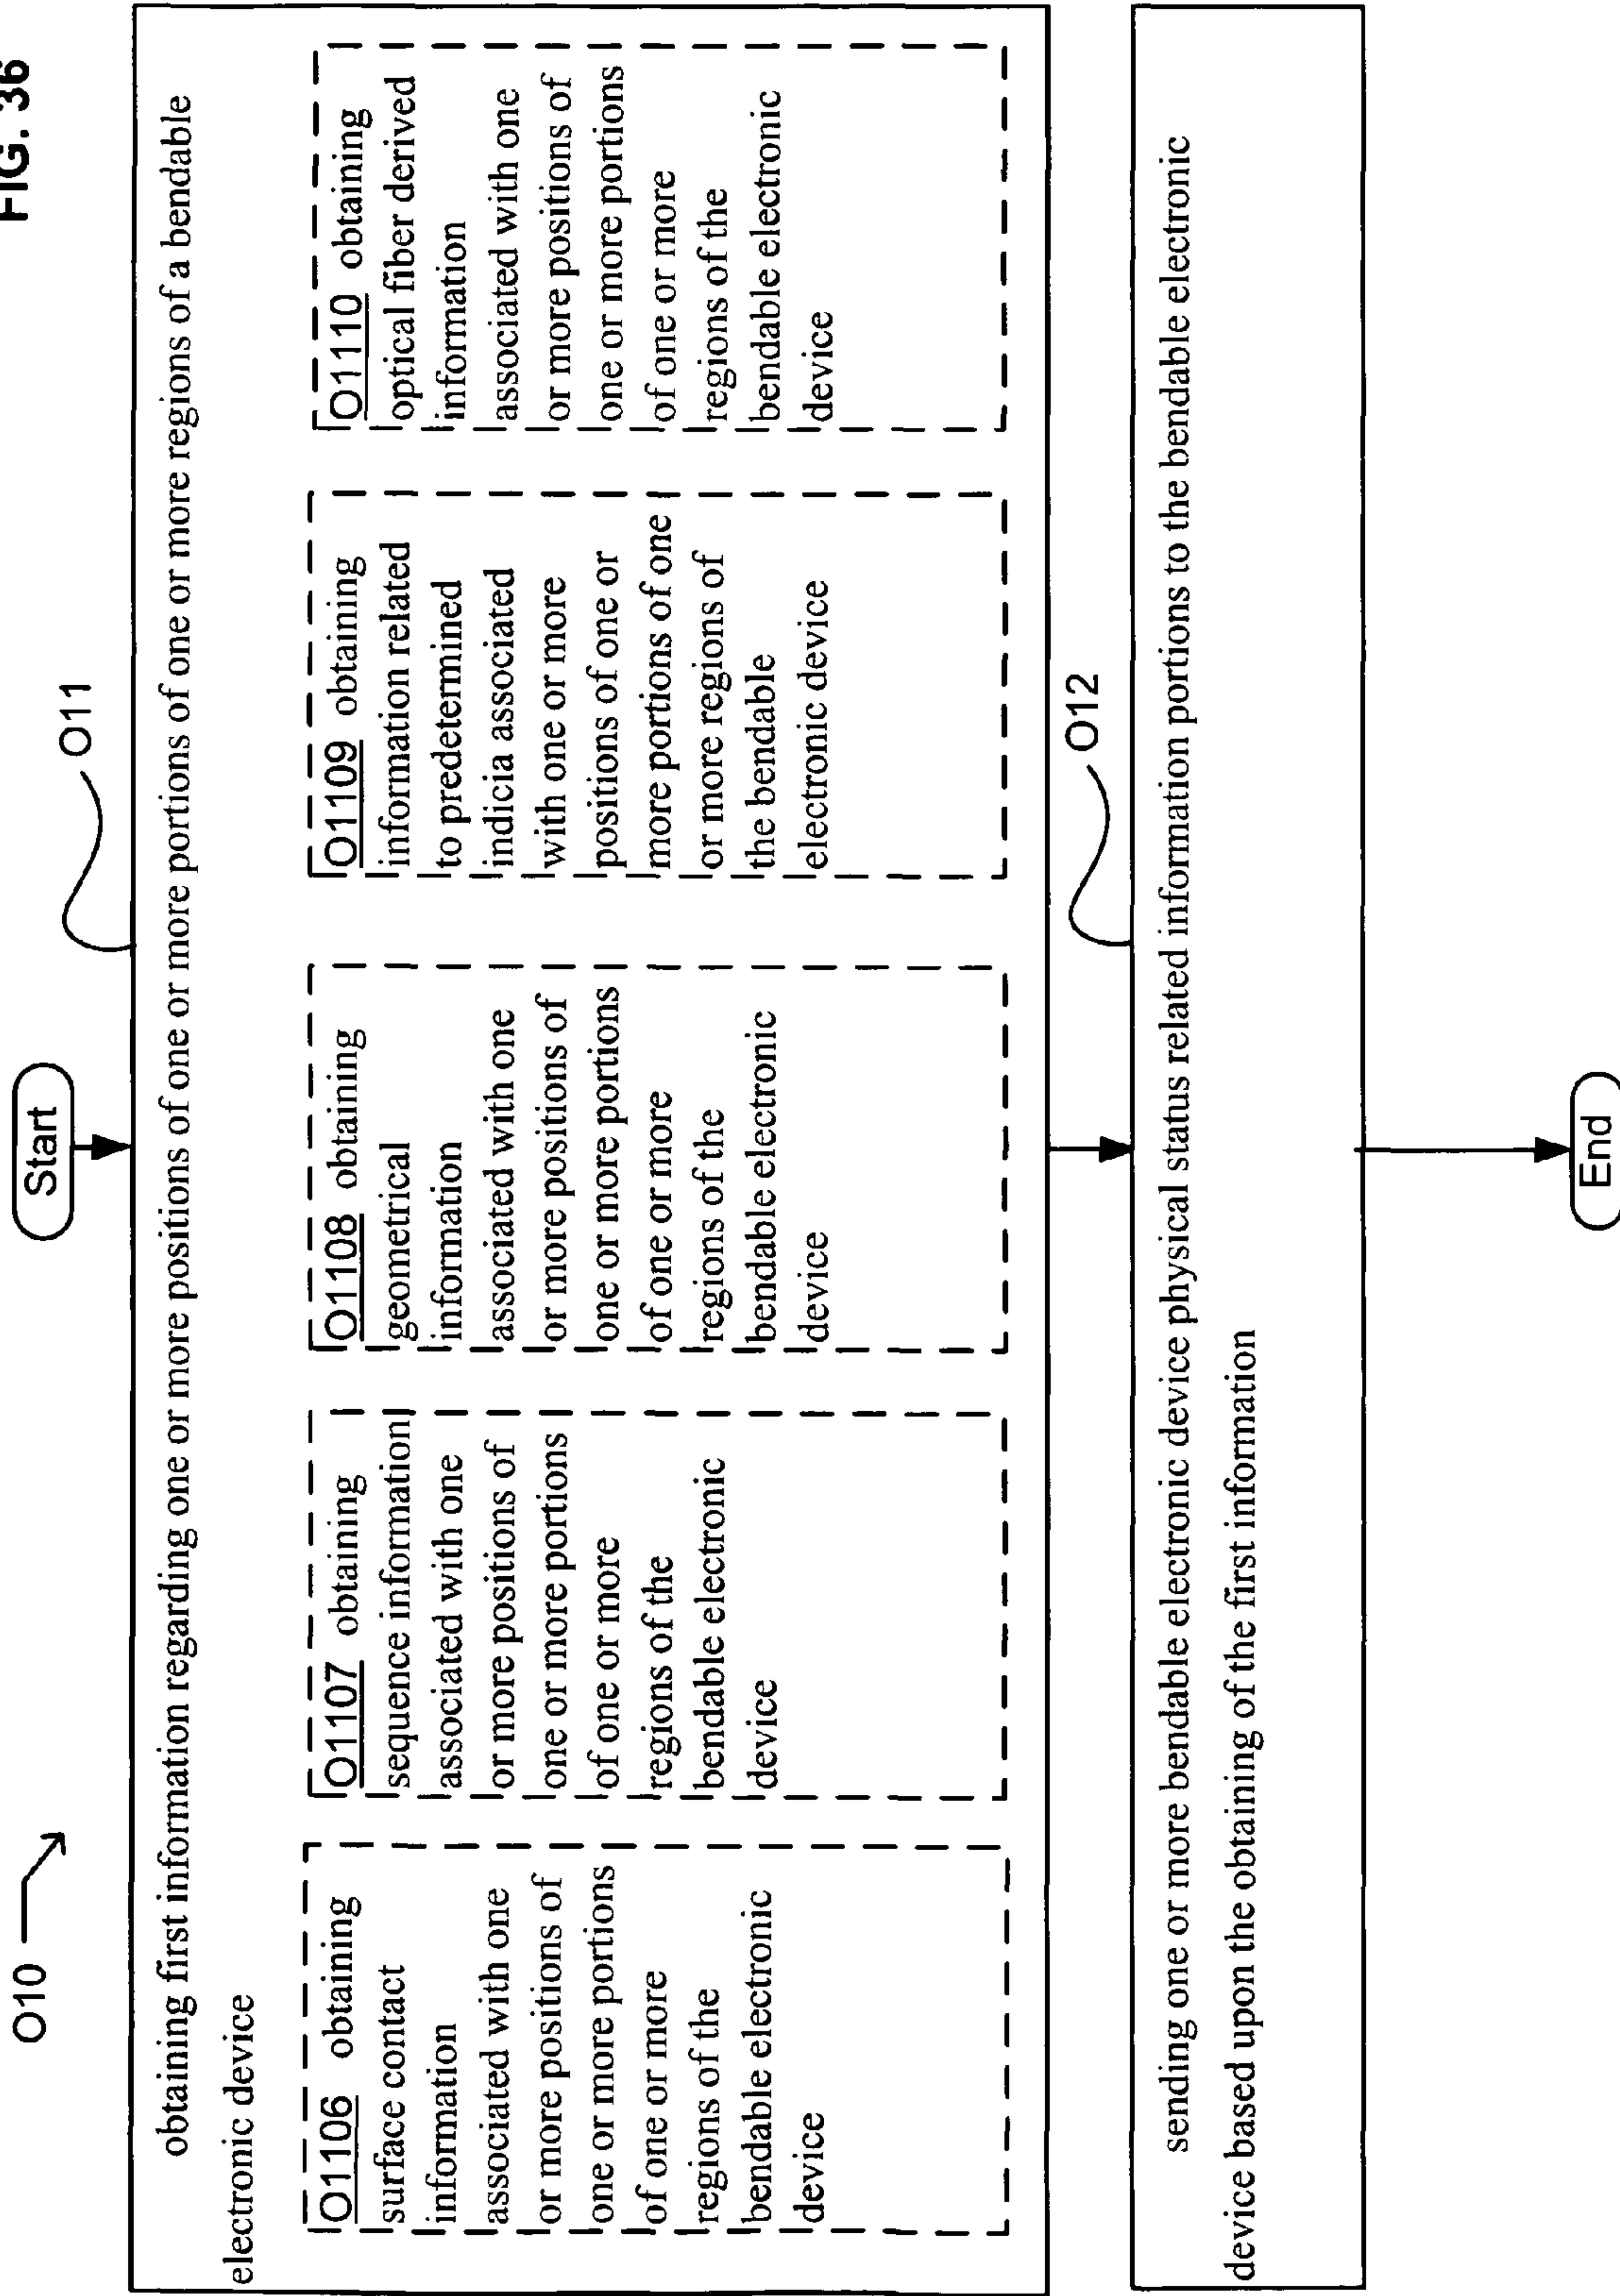 FIG. 36
O10
Start
O11
obtaining first information regarding one or more positions of one or more portions of one or more regions of a bendable
electronic device
O1106 obtaining
surface contact
information
associated with one
or more positions of
one or more portions
of one or more
regions of the
bendable electronic
device
O1107 obtaining
sequence information
associated with one
or more positions of
one or more portions
of one or more
regions of the
bendable electronic
device
O1108 obtaining
geometrical
information
associated with one
or more positions of
one or more portions
of one or more
regions of the
bendable electronic
device
O1109 obtaining
information related
to predetermined
indicia associated
with one or more
positions of one or
more portions of one
or more regions of
the bendable
electronic device
O1110 obtaining
optical fiber derived
information
associated with one
or more positions of
one or more portions
of one or more
regions of the
bendable electronic
device
O12
sending one or more bendable electronic device physical status related information portions to the bendable electronic
device based upon the obtaining of the first information
End